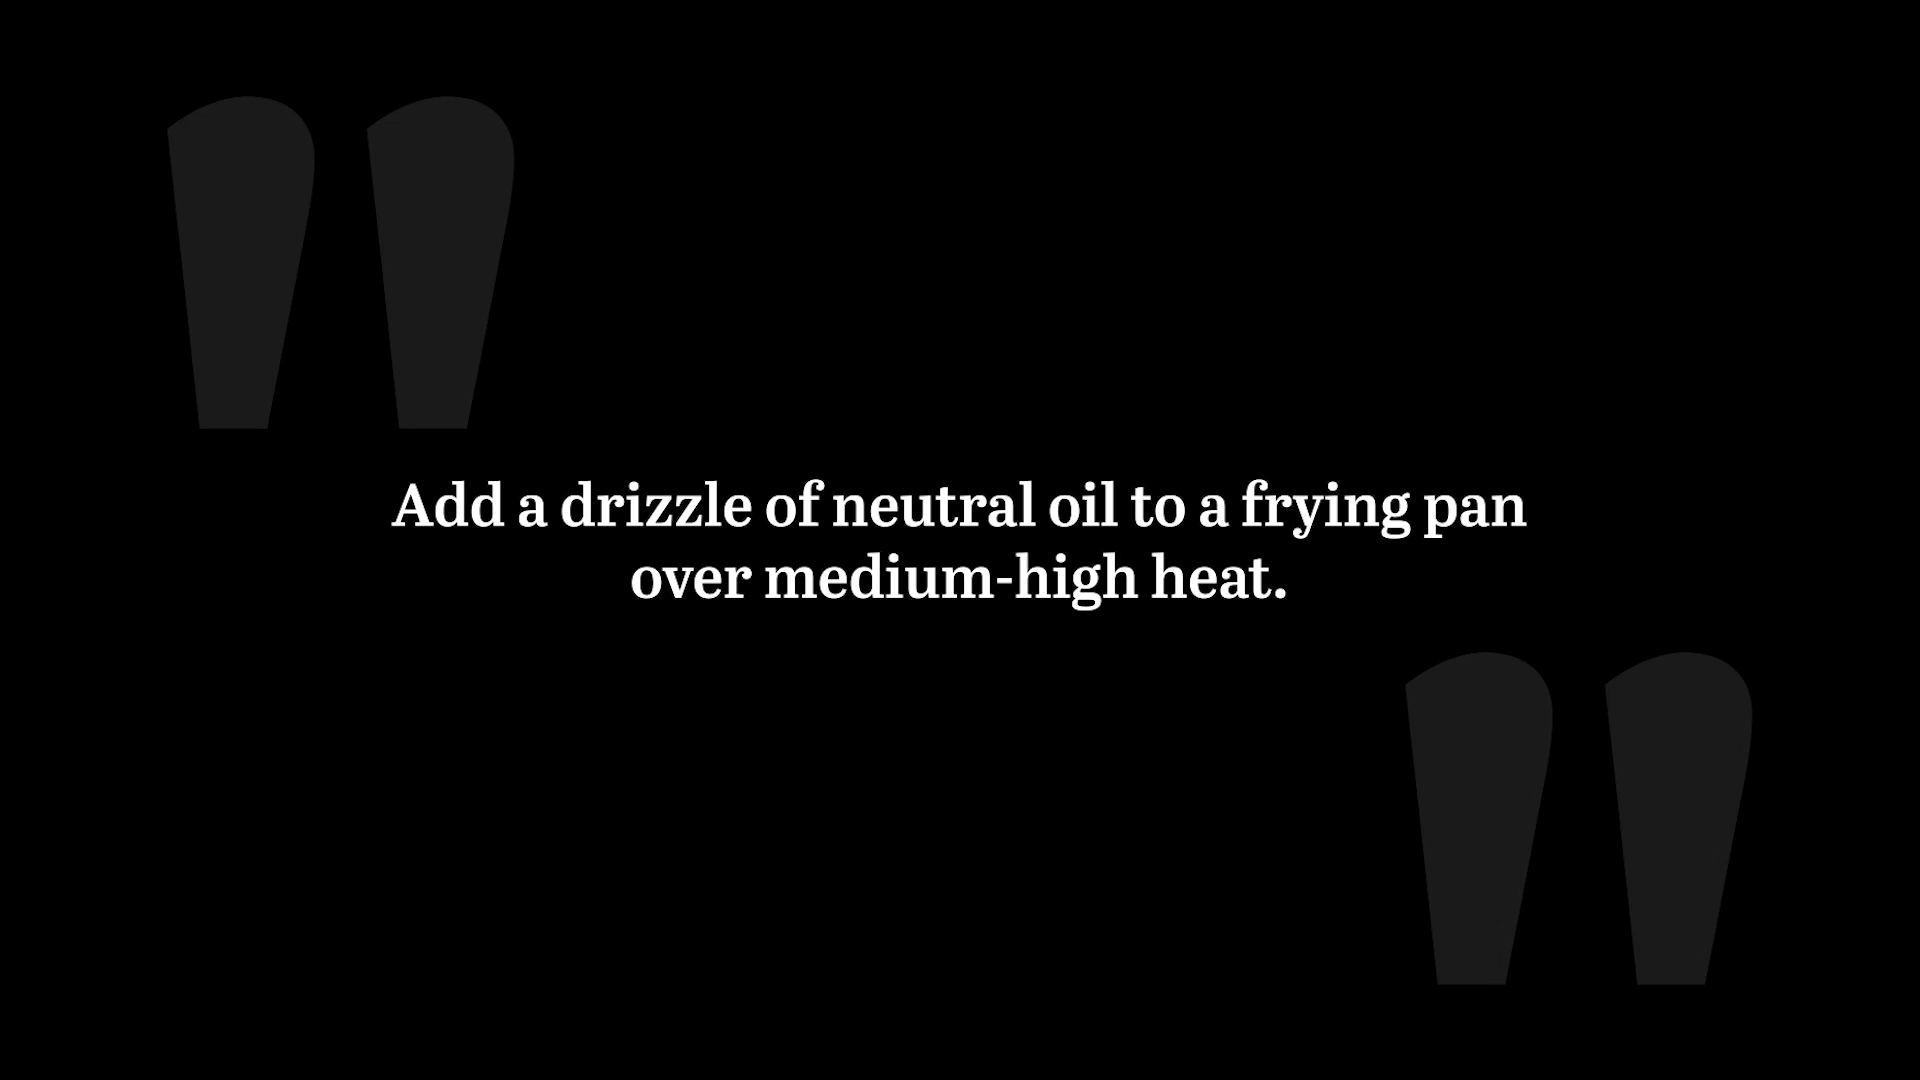 Add a drizzle of neutral oil to a frying pan
over medium-high heat.